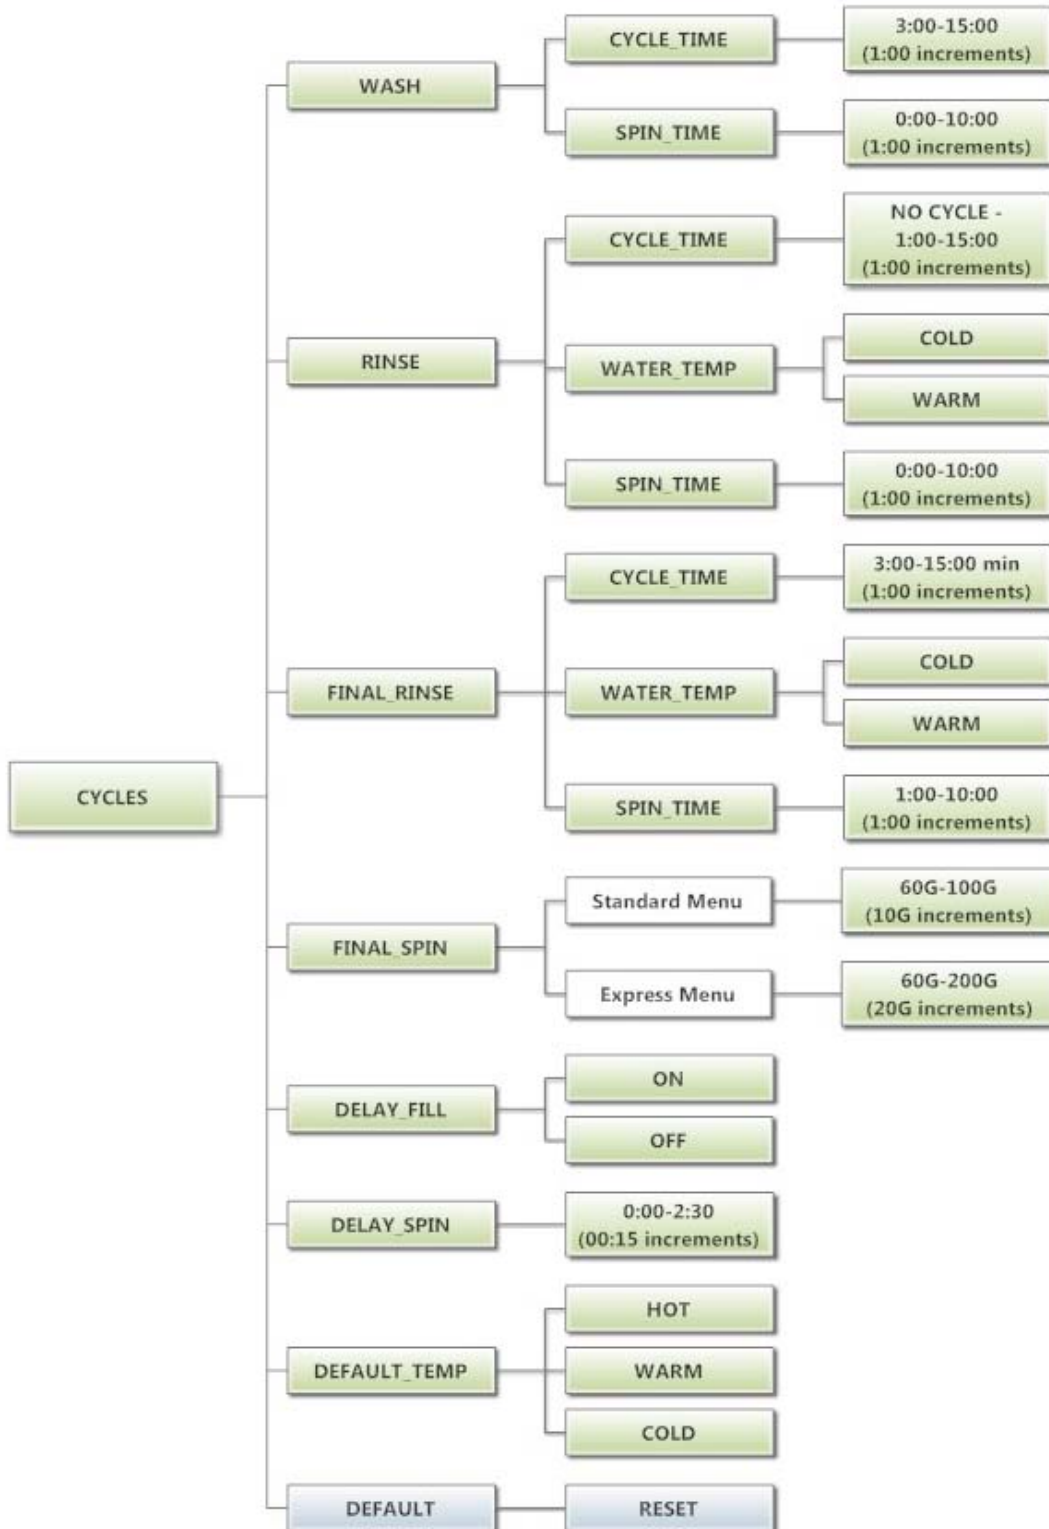 CYCLES
WASH
CYCLE_TIME
3:00-15:00
(1:00 increments)
SPIN_TIME
0:00-10:00
(1:00 increments)
RINSE
CYCLE_TIME
NO CYCLE -
1:00-15:00
(1:00 increments)
WATER_TEMP
COLD
WARM
SPIN_TIME
0:00-10:00
(1:00 increments)
FINAL_RINSE
CYCLE_TIME
3:00-15:00 min
(1:00 increments)
WATER_TEMP
COLD
WARM
SPIN_TIME
1:00-10:00
(1:00 increments)
FINAL_SPIN
Standard Menu
60G-100G
(10G increments)
Express Menu
60G-200G
(20G increments)
DELAY_FILL
ON
OFF
DELAY_SPIN
0:00-2:30
(00:15 increments)
DEFAULT_TEMP
HOT
WARM
COLD
DEFAULT
RESET